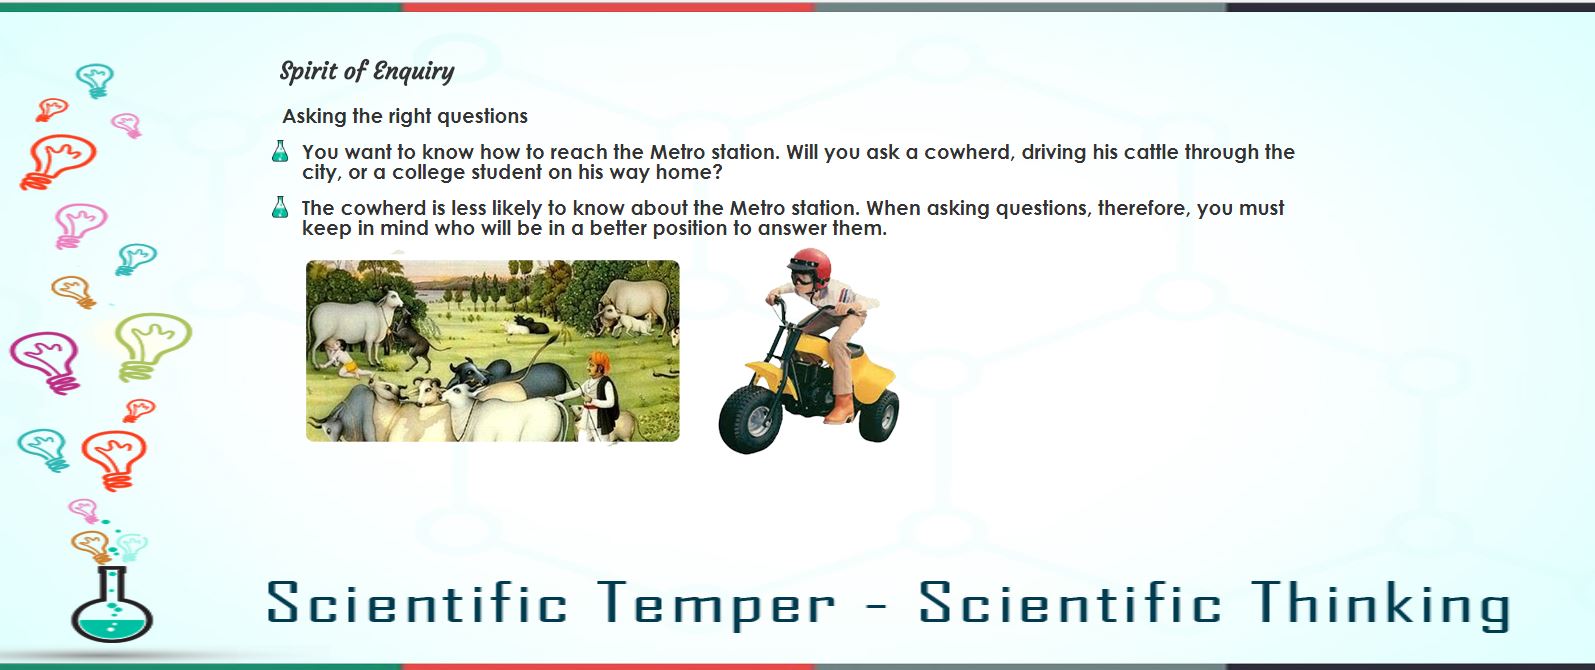 Spirit of Enquiry
Asking the right questions
You want to know how to reach the Metro station. Will you ask a cowherd, driving his cattle through the
city, or a college student on his way home?
The cowherd is less likely to know about the Metro station. When asking questions, therefore, you must
keep in mind who will be in a better position to answer them.
Scientific Temper - Scientific Thinking